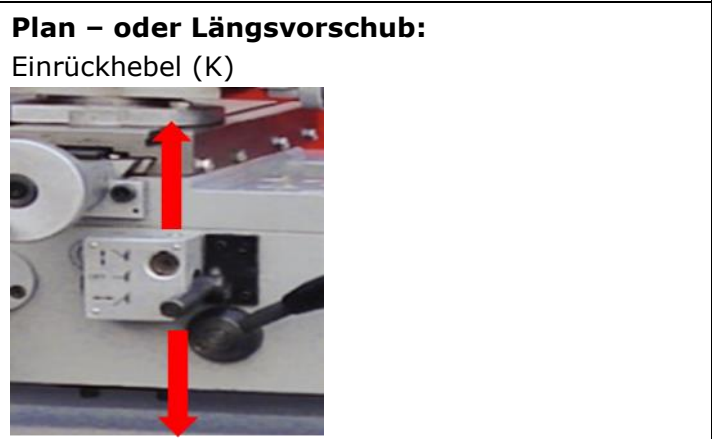 Plan – oder Längsvorschub:
Einrückhebel (K)